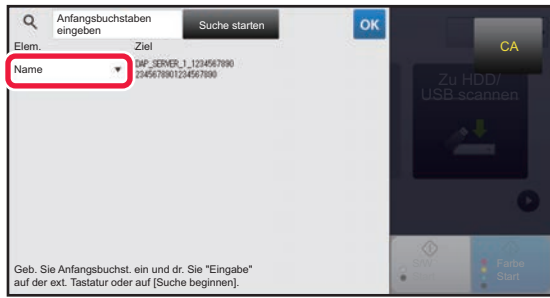 Anfangsbuchstaben
eingeben
Suche starten
OK
CA
Elem.
Ziel
Name
DAP_SERVER_1_1234567890
2345678901234567890
Zu HDD/
USB scannen
Geb. Sie Anfangsbuchst. ein und dr. Sie "Eingabe"
auf der ext. Tastatur oder auf [Suche beginnen].
Farbe
Start